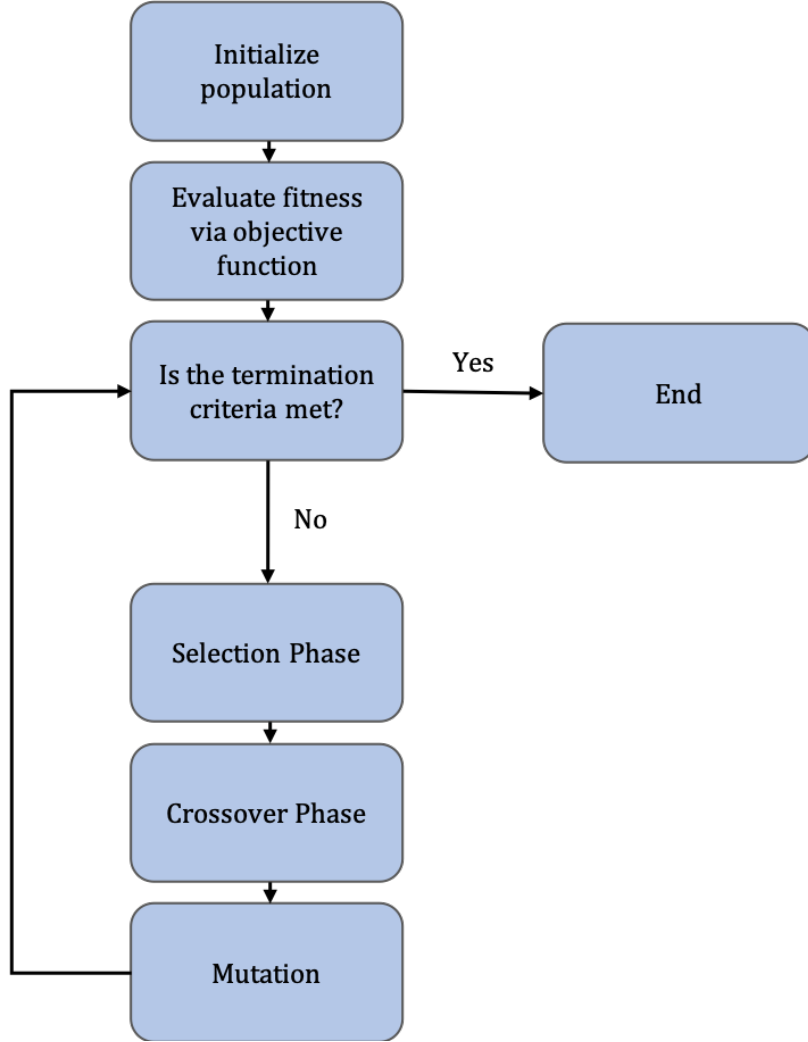 Initialize
population
Evaluate fitness
via objective
function
Is the termination
criteria met?
Yes
End
No
Selection Phase
Crossover Phase
Mutation